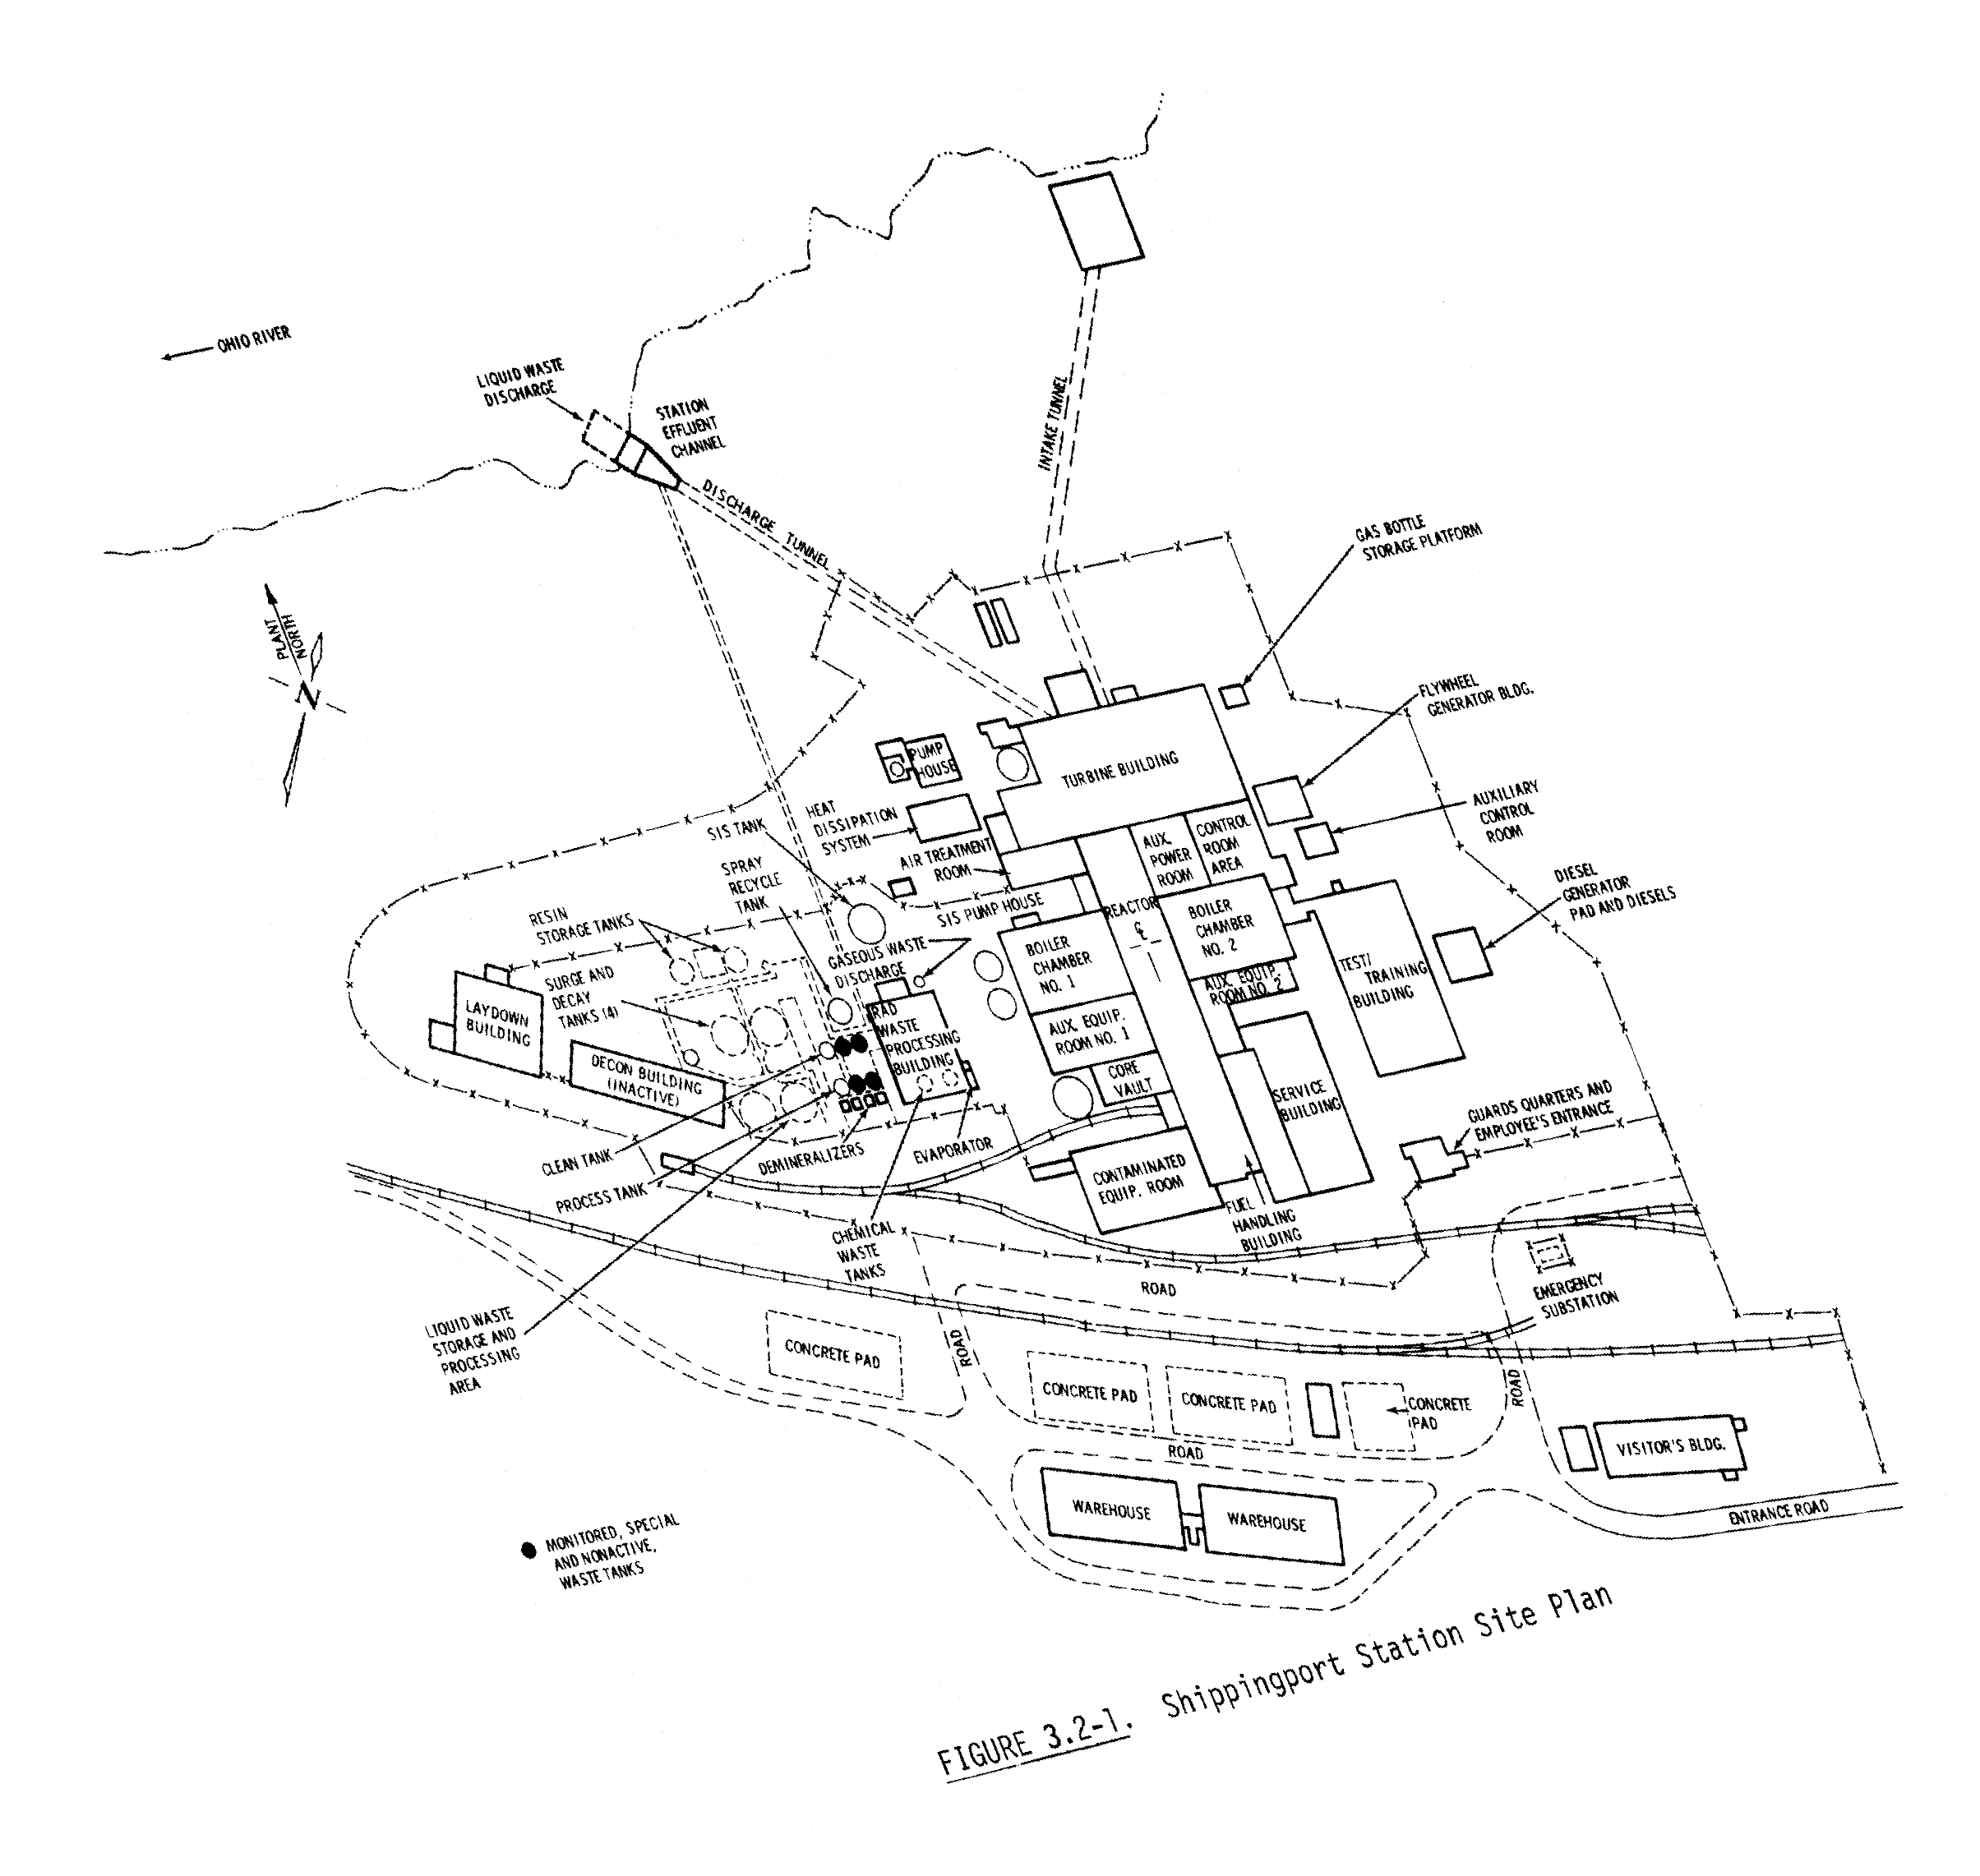 OHIO RIVER
LIQUID WASTE
DISCHARGE
STATION
EFFLUENT
CHANNEL
DISCHARGE TUNNEL
INTAKE TUNNEL
GAS BOTTLE
STORAGE PLATFORM
PLANT
NORTH
N
FLYWHEEL
GENERATOR BLDG.
PUMP
HOUSE
TURBINE BUILDING
AUXILIARY
CONTROL
ROOM
HEAT
DISSIPATION
SYSTEM
SIS TANK
AIR TREATMENT
ROOM
AUX.
POWER
ROOM
CONTROL
ROOM
AREA
SPRAY
RECYCLE
TANK
SIS PUMP HOUSE
REACTOR
℄
BOILER
CHAMBER
NO. 2
DIESEL
GENERATOR
PAD AND DIESELS
RESIN
STORAGE TANKS
GASEOUS WASTE
DISCHARGE
BOILER
CHAMBER
NO. 1
AUX. EQUIP.
ROOM NO. 2
TEST/
TRAINING
BUILDING
SURGE AND
DECAY
TANKS (4)
LAYDOWN
BUILDING
RAD
WASTE
PROCESSING
BUILDING
AUX. EQUIP.
ROOM NO. 1
DECON BUILDING
(INACTIVE)
CORE
VAULT
SERVICE
BUILDING
GUARDS QUARTERS AND
EMPLOYEE'S ENTRANCE
CLEAN TANK
DEMINERALIZERS
EVAPORATOR
PROCESS TANK
CONTAMINATED
EQUIP. ROOM
FUEL
HANDLING
BUILDING
CHEMICAL
WASTE
TANKS
ROAD
EMERGENCY
SUBSTATION
LIQUID WASTE
STORAGE AND
PROCESSING
AREA
CONCRETE PAD
ROAD
CONCRETE PAD
CONCRETE PAD
CONCRETE
PAD
ROAD
ROAD
VISITOR'S BLDG.
WAREHOUSE
WAREHOUSE
ENTRANCE ROAD
MONITORED, SPECIAL
AND NONACTIVE,
WASTE TANKS
FIGURE 3.2-1. Shippingport Station Site Plan